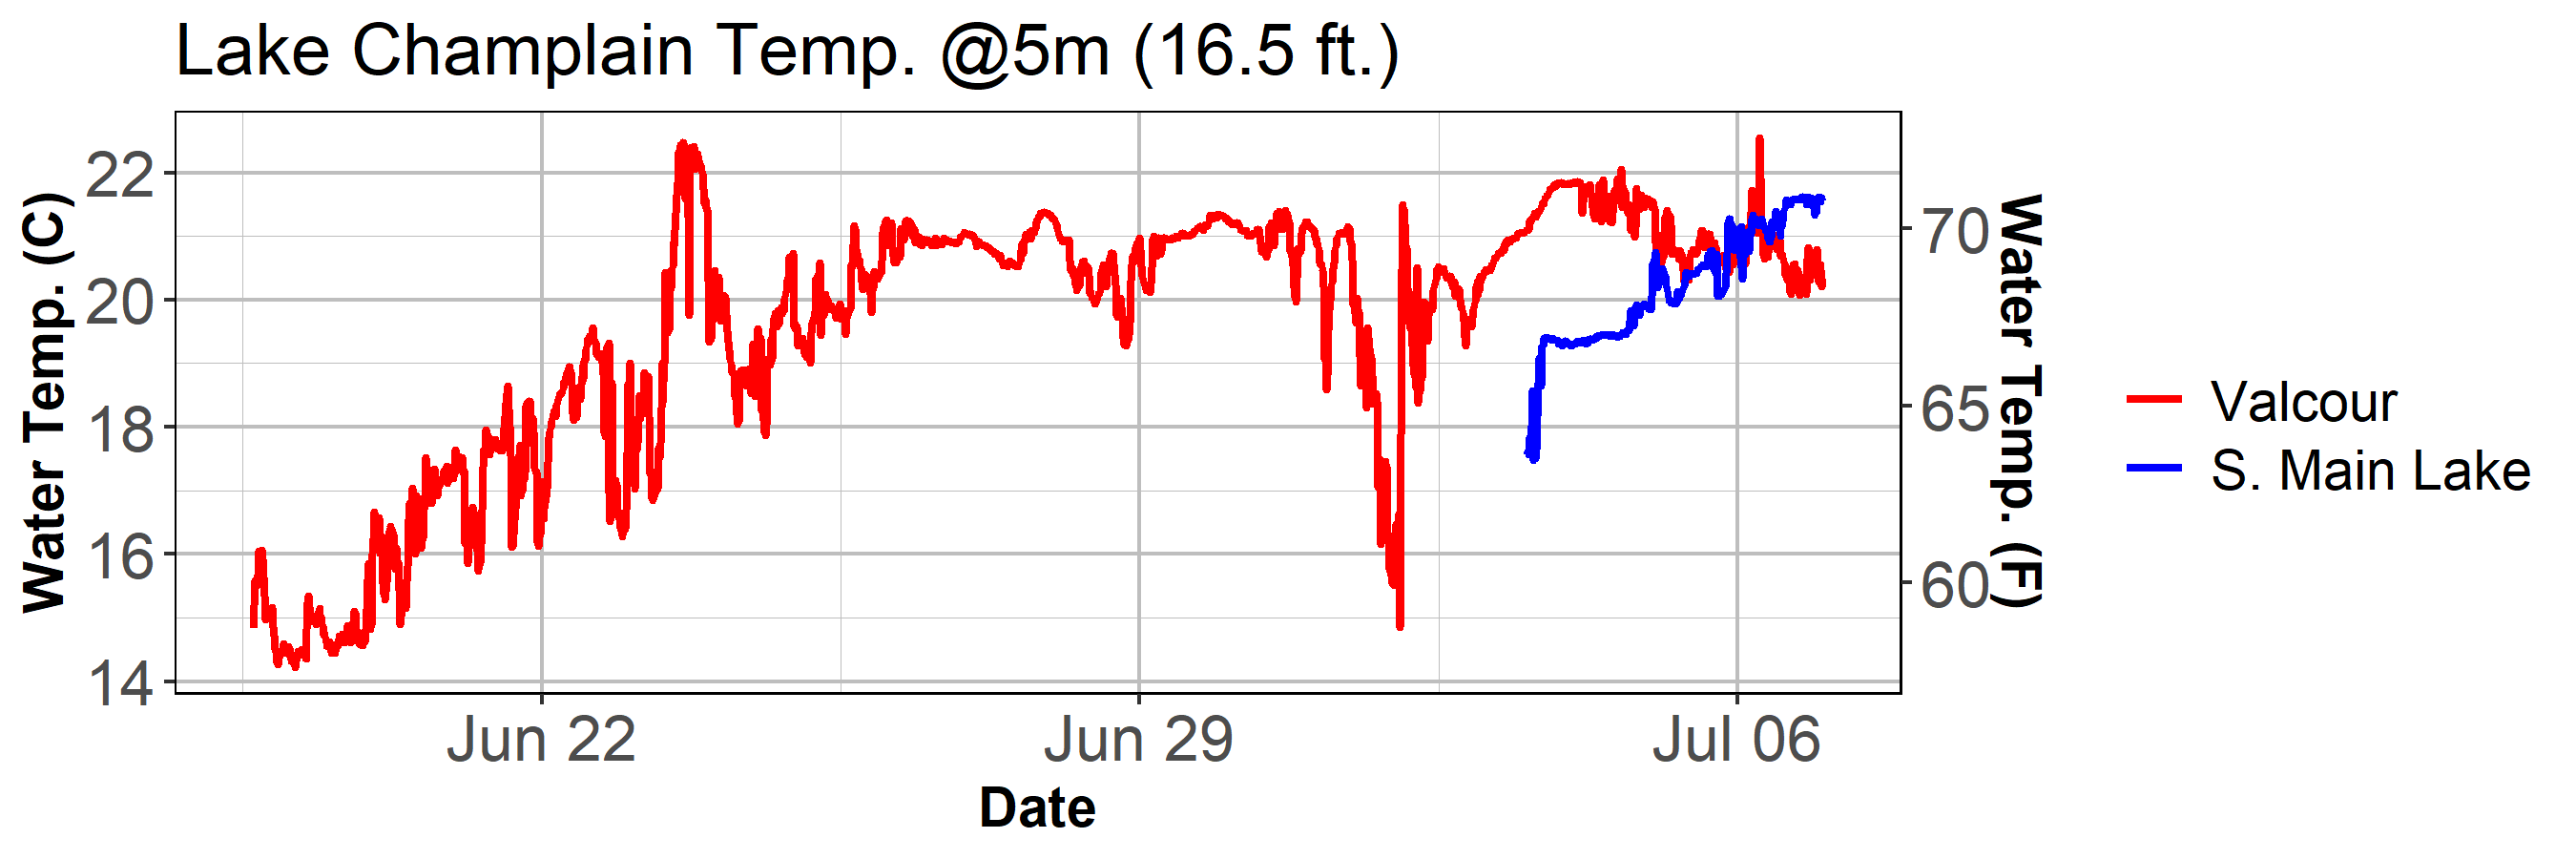 Lake Champlain Temp. @5m (16.5 ft.)
Water Temp. (C)
22
20
18
16
14
70
65
60
Water Temp. (F)
Jun 22
Jun 29
Jul 06
Date
Valcour
S. Main Lake